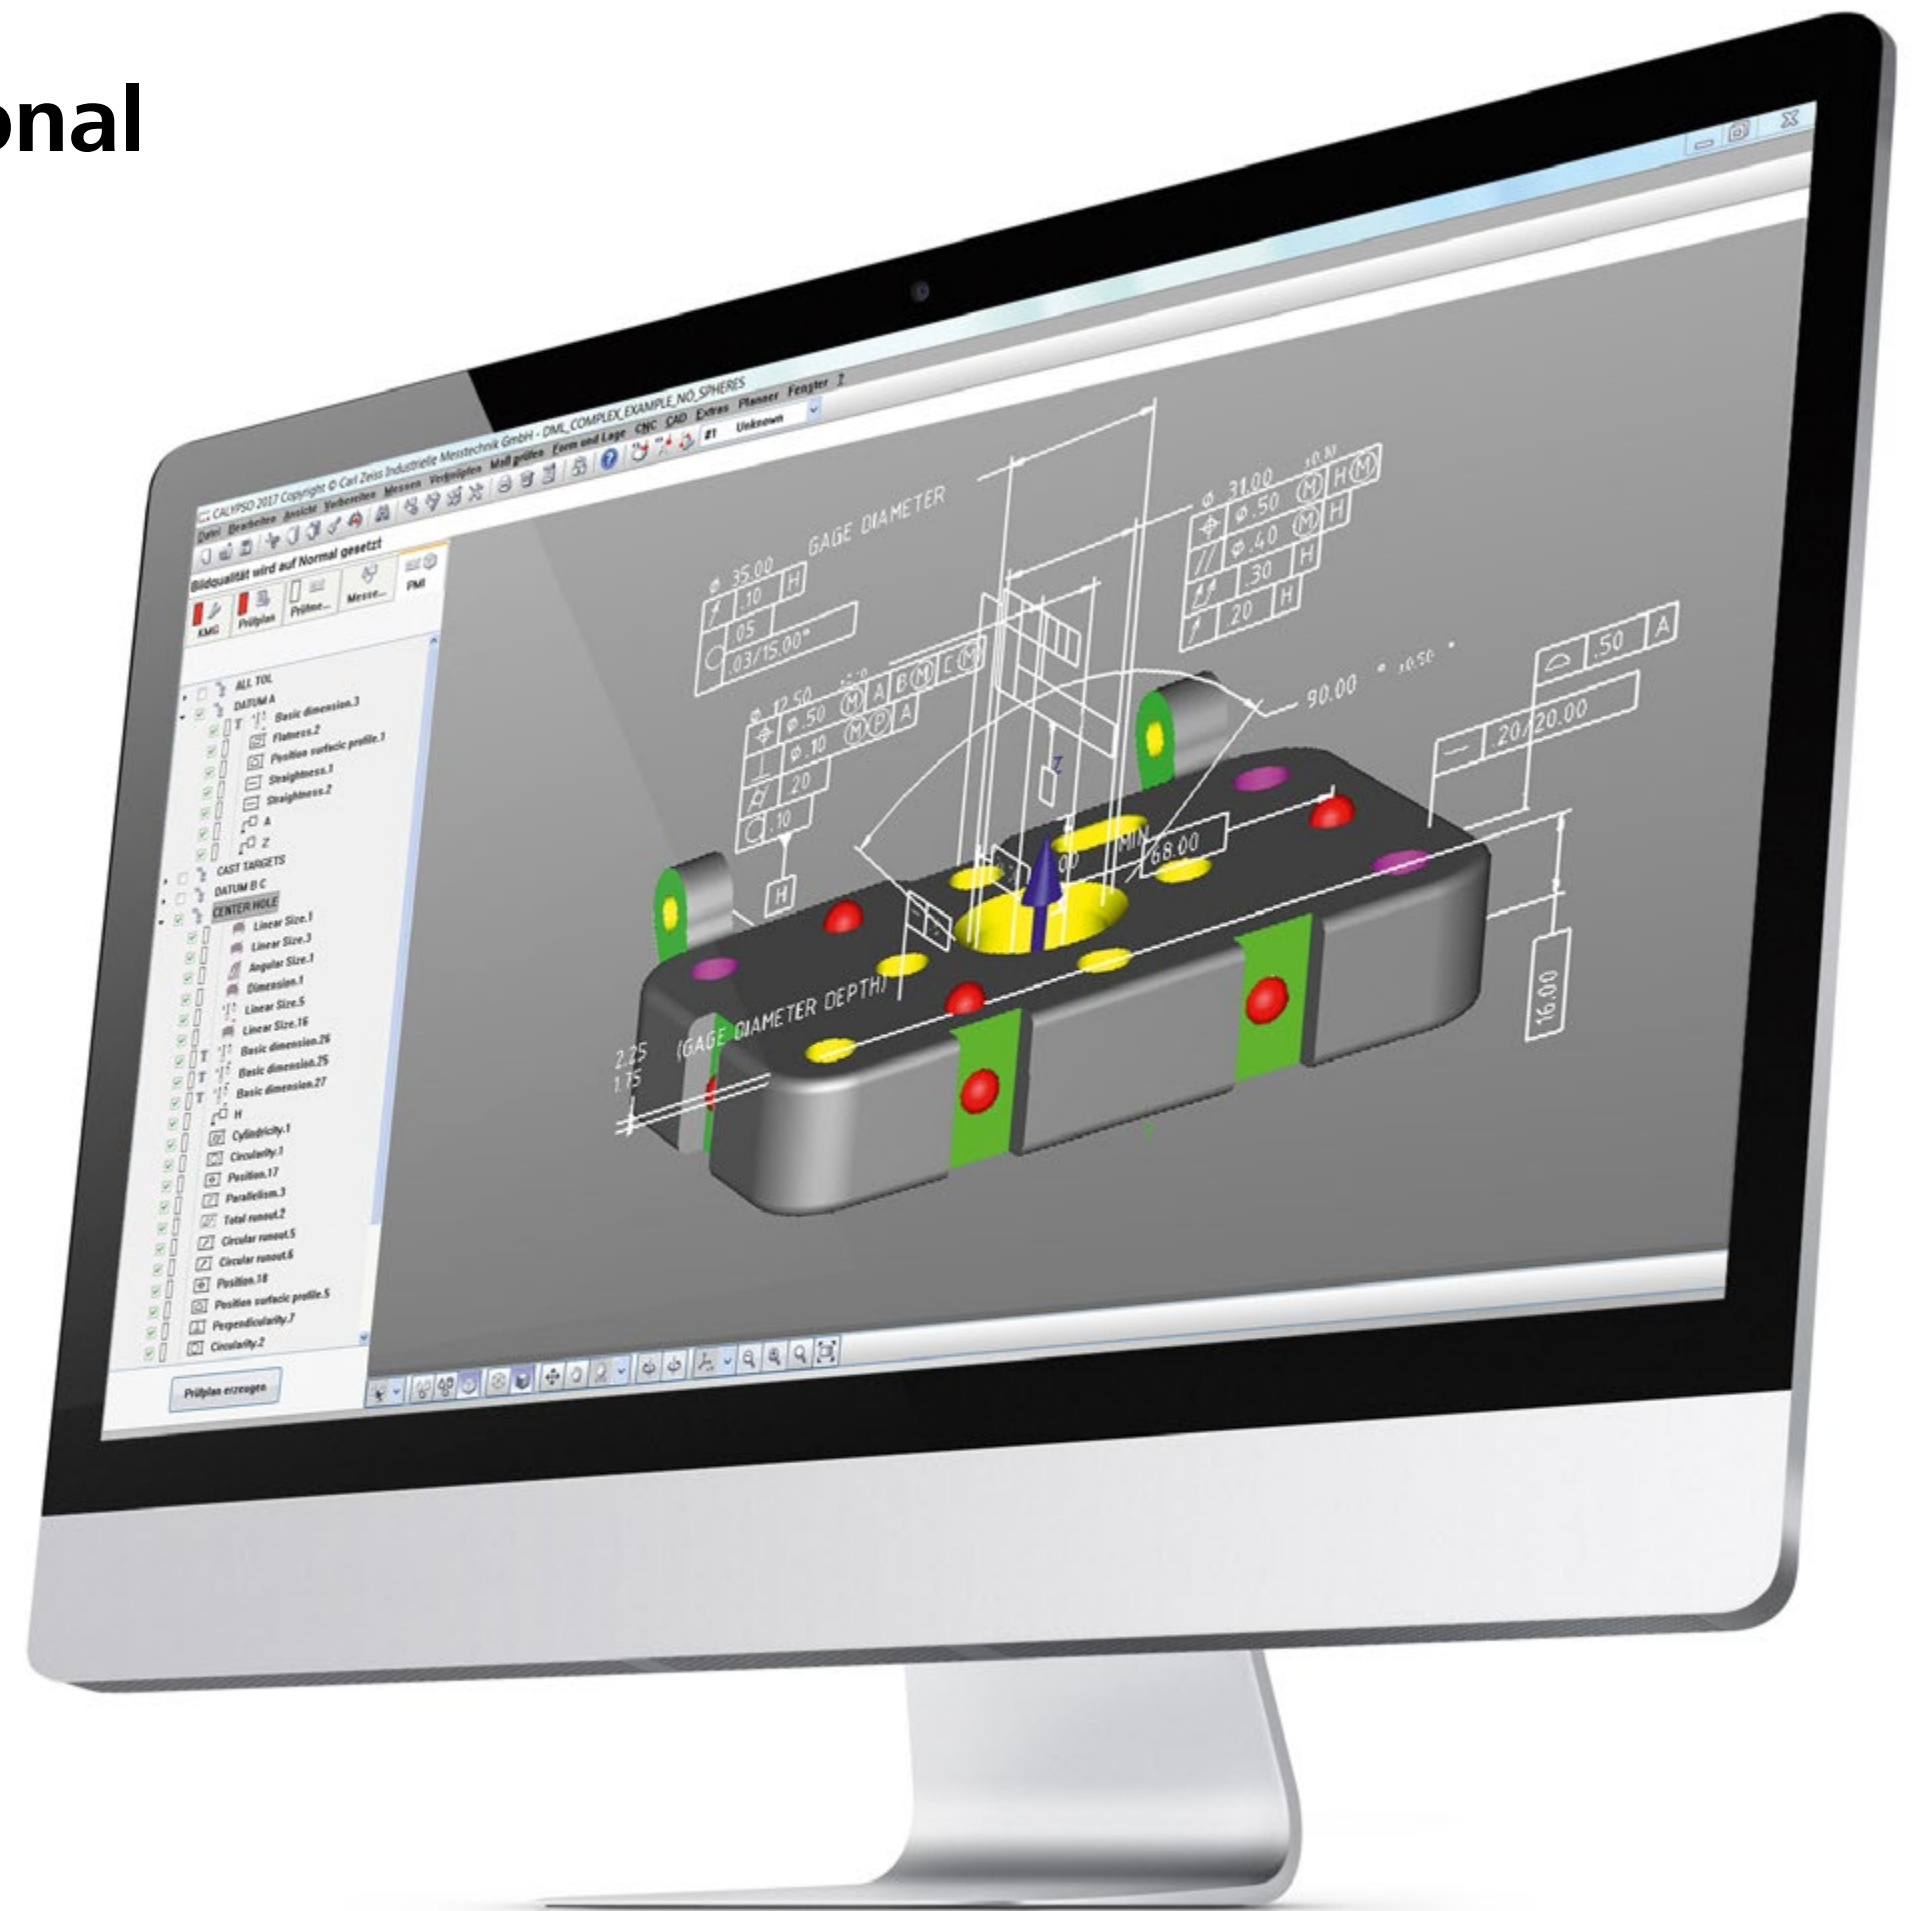 onal
CALYPSO 2017 Copyright © Carl Zeiss Industrielle Messtechnik GmbH - DML_COMPLEX_EXAMPLE_NO_SPHERES
Datei Bearbeiten Ansicht Vorbereiten Messen Verknüpfen Maß prüfen Form und Lage CNC CAD Extras Planner Fenster ?
#1 Unknown
Bildqualität wird auf Normal gesetzt
KMG Prüfplan Prüfme... Messe... PMI
ALL TOL
DATUM A
Basic dimension.3
Flatness.2
Position surfacic profile.1
Straightness.1
Straightness.2
A
Z
CAST TARGETS
DATUM B C
CENTER HOLE
Linear Size.1
Linear Size.3
Angular Size.1
Dimension.1
Linear Size.5
Linear Size.16
Basic dimension.26
Basic dimension.25
Basic dimension.27
H
Cylindricity.1
Circularity.1
Position.17
Parallelism.3
Total runout.2
Circular runout.5
Circular runout.6
Position.18
Position surfacic profile.5
Perpendicularity.7
Circularity.2
Prüfplan erzeugen
GAGE DIAMETER
⌀ 35.00
.10 H
.05
.03/15.00°
⌀ 12.50
⌀.50 Ⓜ A B Ⓜ C Ⓜ
⌀.10 Ⓜ Ⓟ A
.20
.10
H
⌀ 31.00
⌀.50 Ⓜ H Ⓜ
⌀.40 Ⓜ H
.30 H
.20 H
90.00 °
.50 A
.20/20.00
Z
MIN
68.00
16.00
2.25
1.75
(GAGE DIAMETER DEPTH)